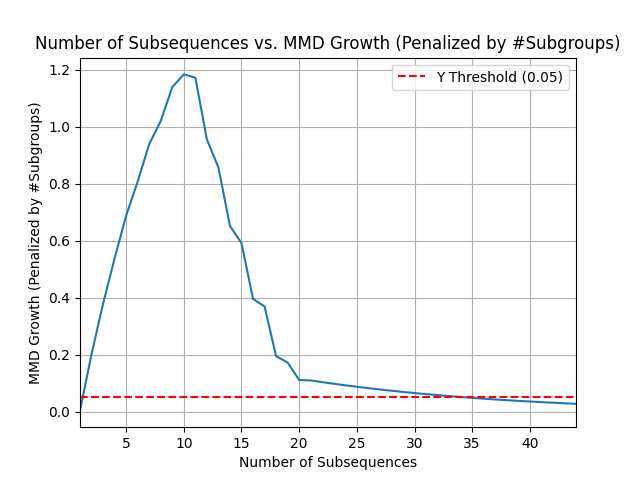 Number of Subsequences vs. MMD Growth (Penalized by #Subgroups)
Y Threshold (0.05)
MMD Growth (Penalized by #Subgroups)
1.2
1.0
0.8
0.6
0.4
0.2
0.0
5 10 15 20 25 30 35 40
Number of Subsequences